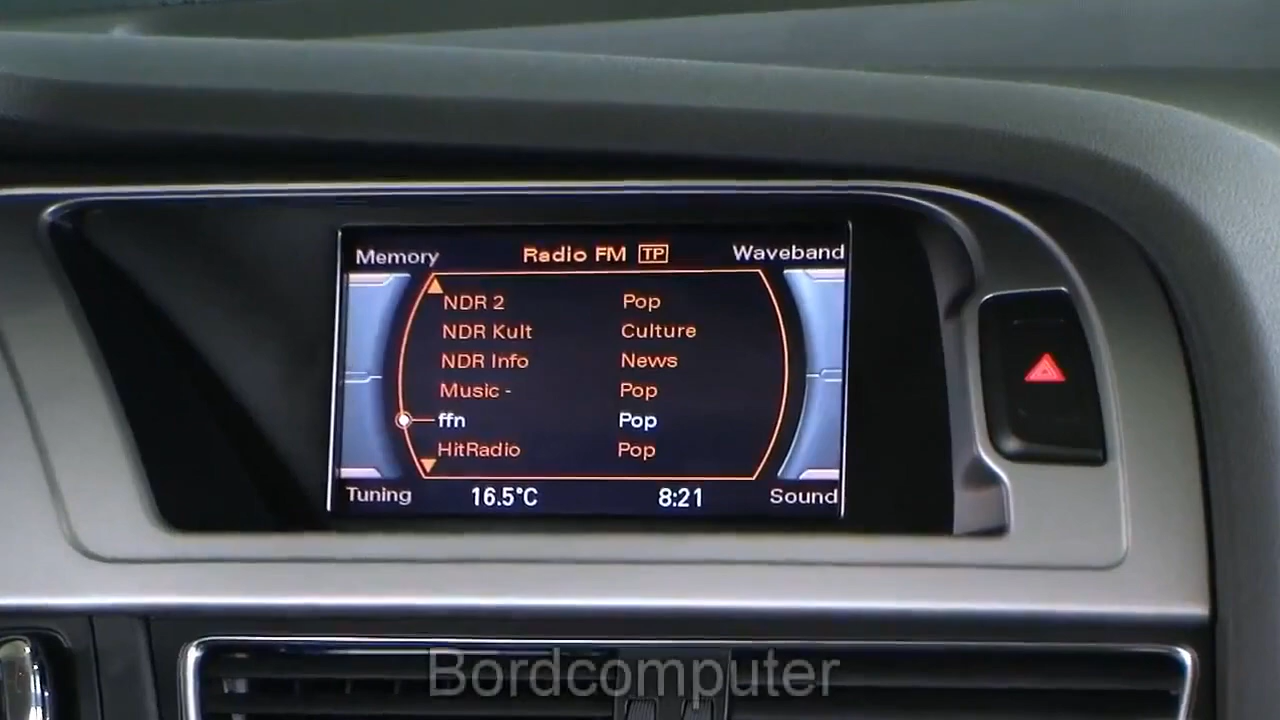 Memory Radio FM TP Waveband
NDR 2 Pop
NDR Kult Culture
NDR Info News
Music - Pop
ffn Pop
HitRadio Pop
Tuning 16.5°C 8:21 Sound
Bordcomputer